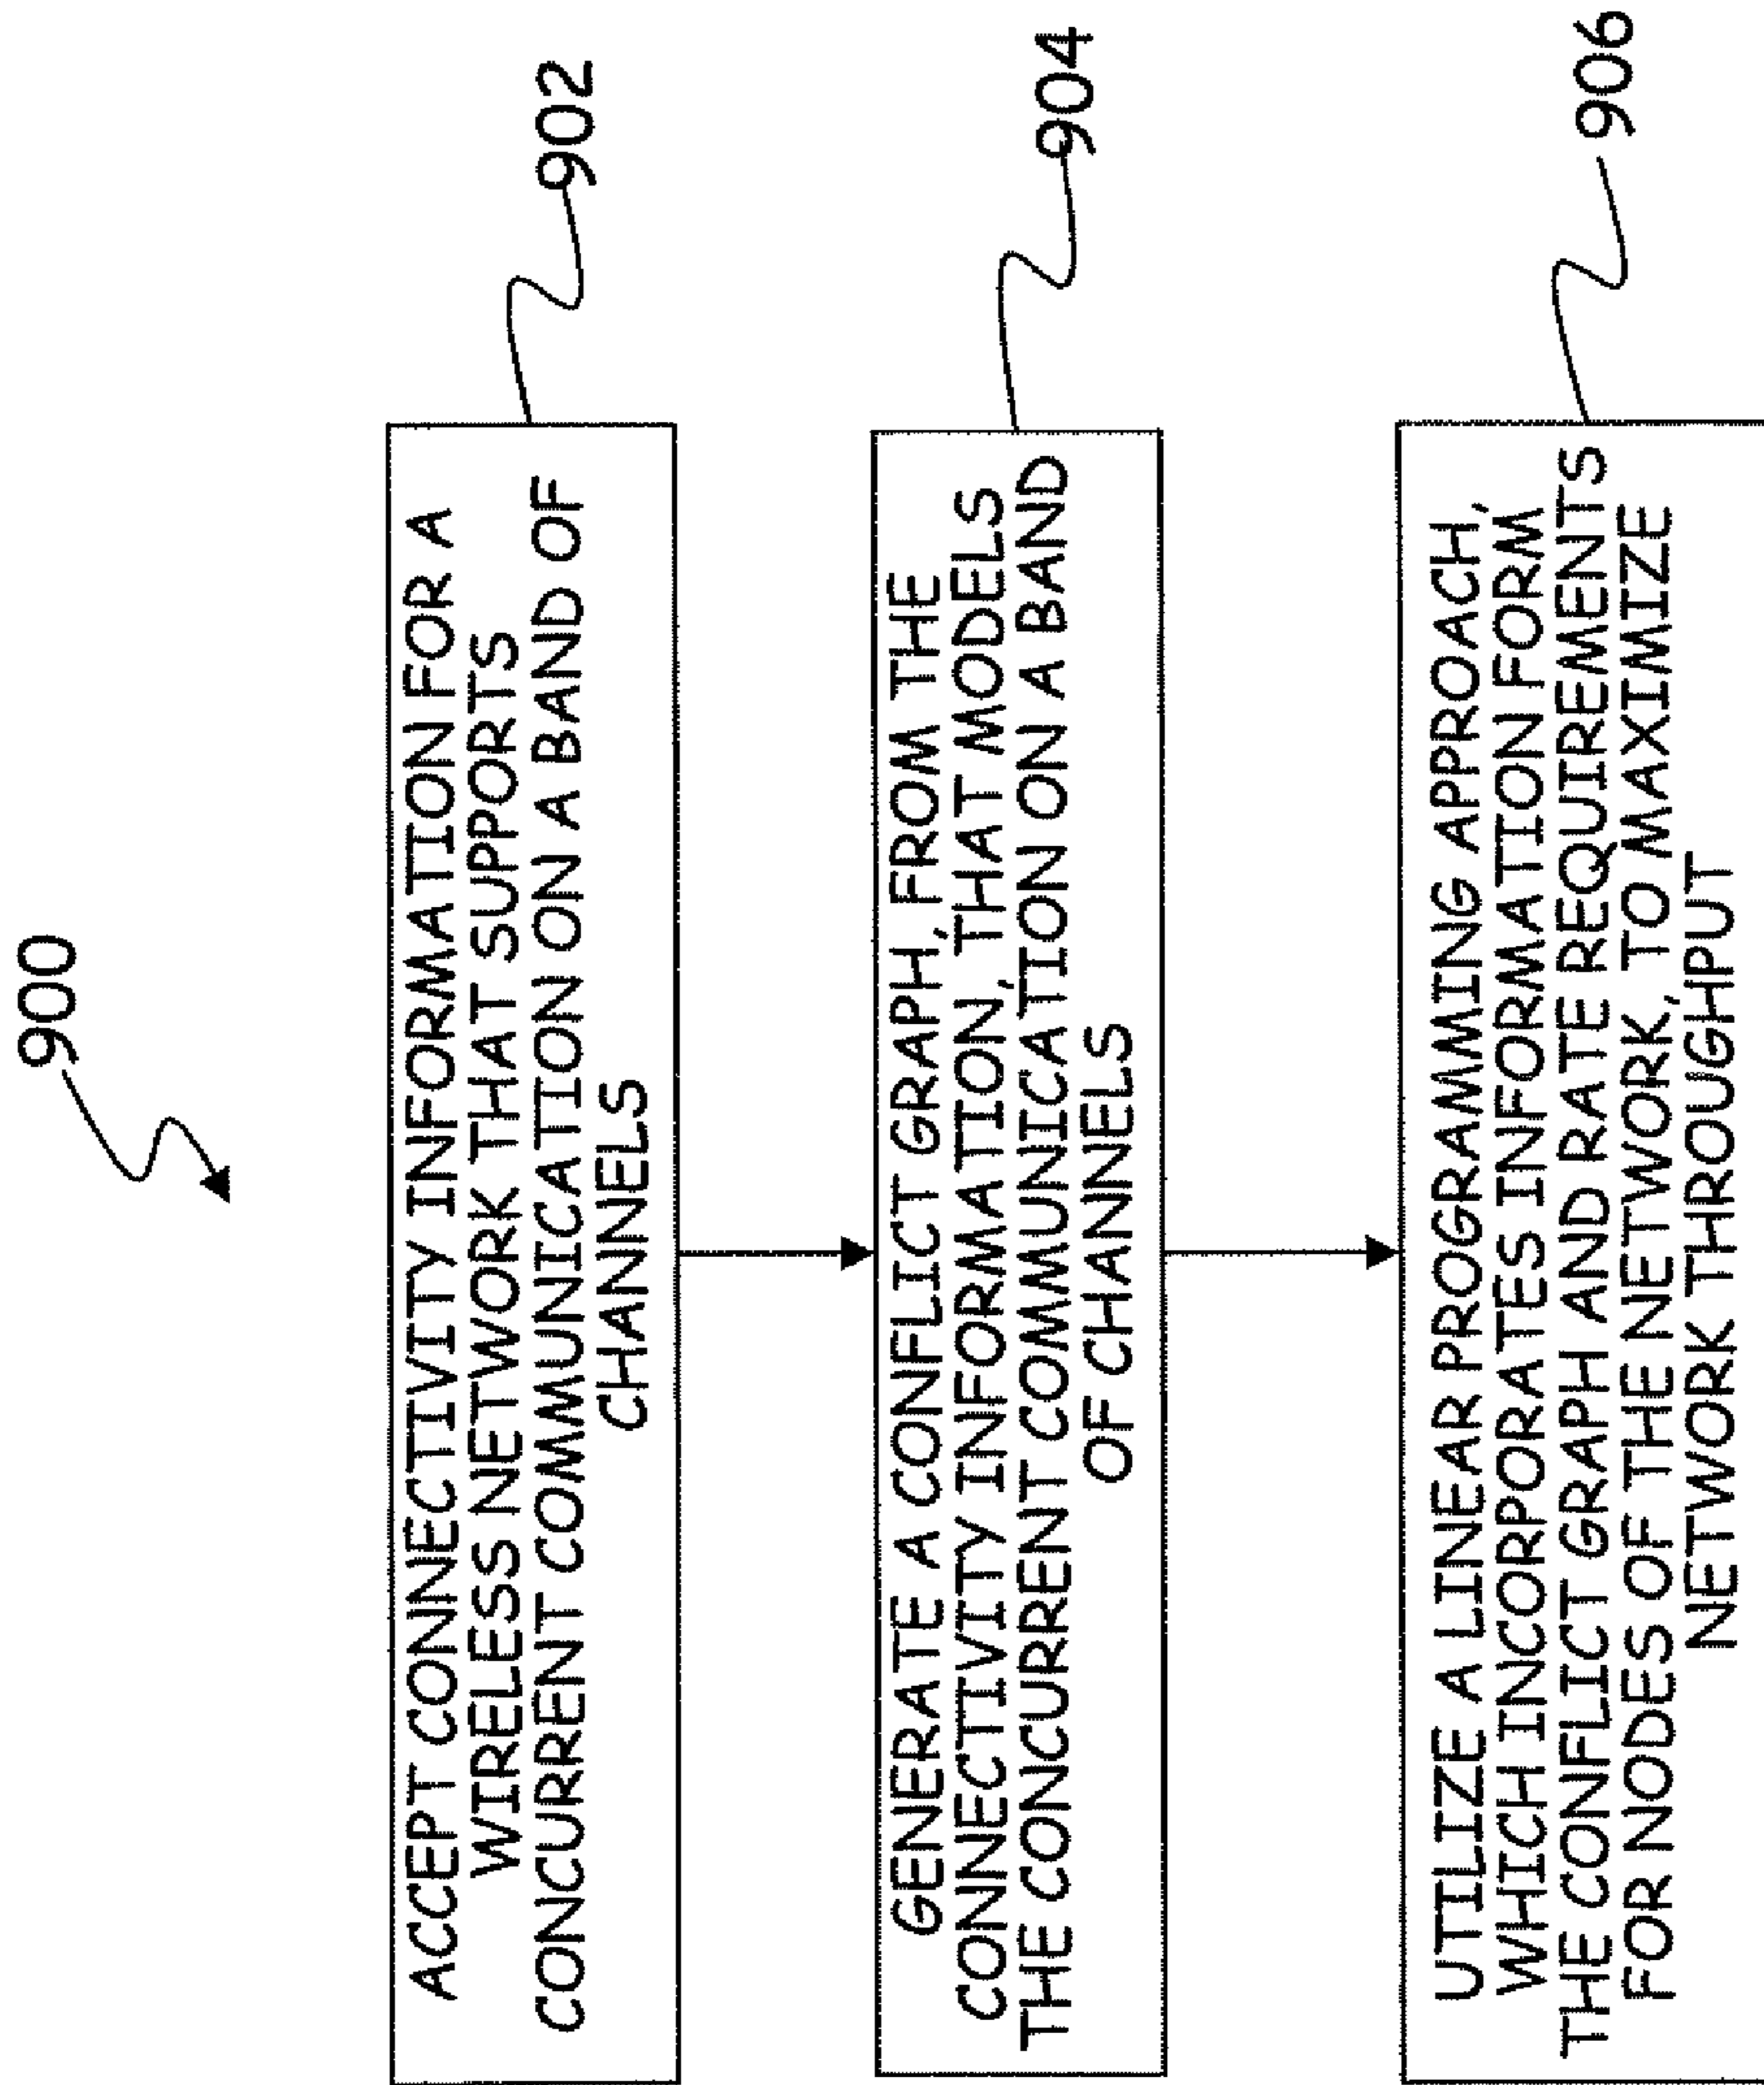 900
ACCEPT CONNECTIVITY INFORMATION FOR A
WIRELESS NETWORK THAT SUPPORTS
CONCURRENT COMMUNICATION ON A BAND OF
CHANNELS
902
GENERATE A CONFLICT GRAPH, FROM THE
CONNECTIVITY INFORMATION, THAT MODELS
THE CONCURRENT COMMUNICATION ON A BAND
OF CHANNELS
904
UTILIZE A LINEAR PROGRAMMING APPROACH,
WHICH INCORPORATES INFORMATION FORM
THE CONFLICT GRAPH AND RATE REQUIREMENTS
FOR NODES OF THE NETWORK, TO MAXIMIZE
NETWORK THROUGHPUT
906